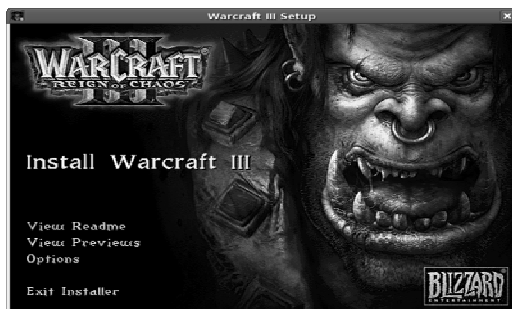 Warcraft III Setup
WARCRAFT
III
REIGN OF CHAOS
Install Warcraft III
View Readme
View Previews
Options
Exit Installer
BLIZZARD
ENTERTAINMENT